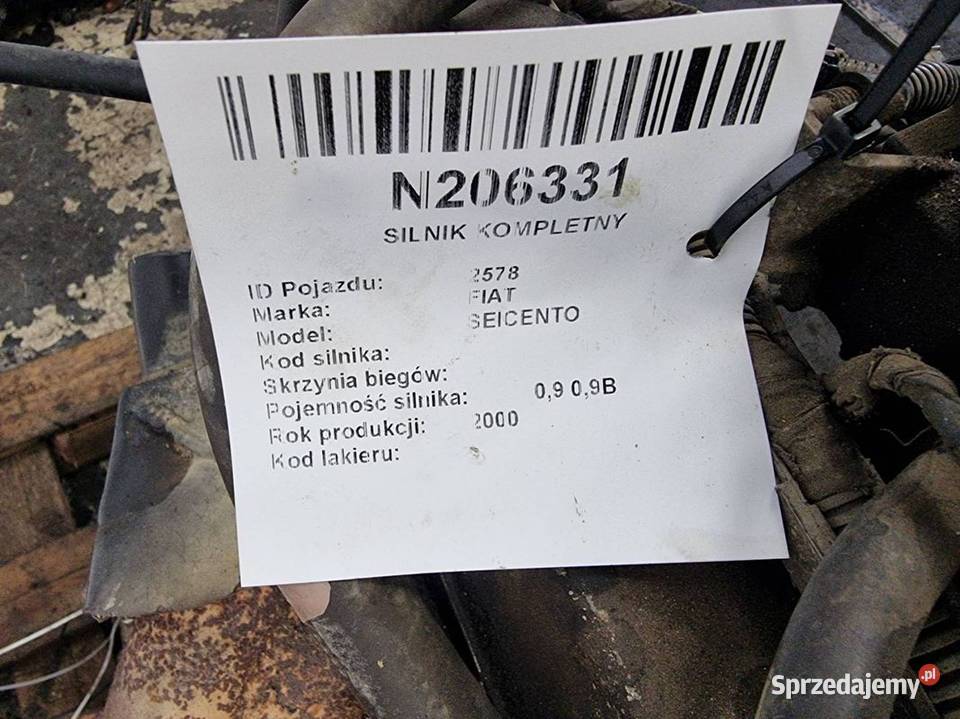 N206331
SILNIK KOMPLETNY
ID Pojazdu: 2578
Marka: FIAT
Model: SEICENTO
Kod silnika:
Skrzynia biegów:
Pojemność silnika: 0,9 0,9B
Rok produkcji: 2000
Kod lakieru:
Sprzedajemy.pl